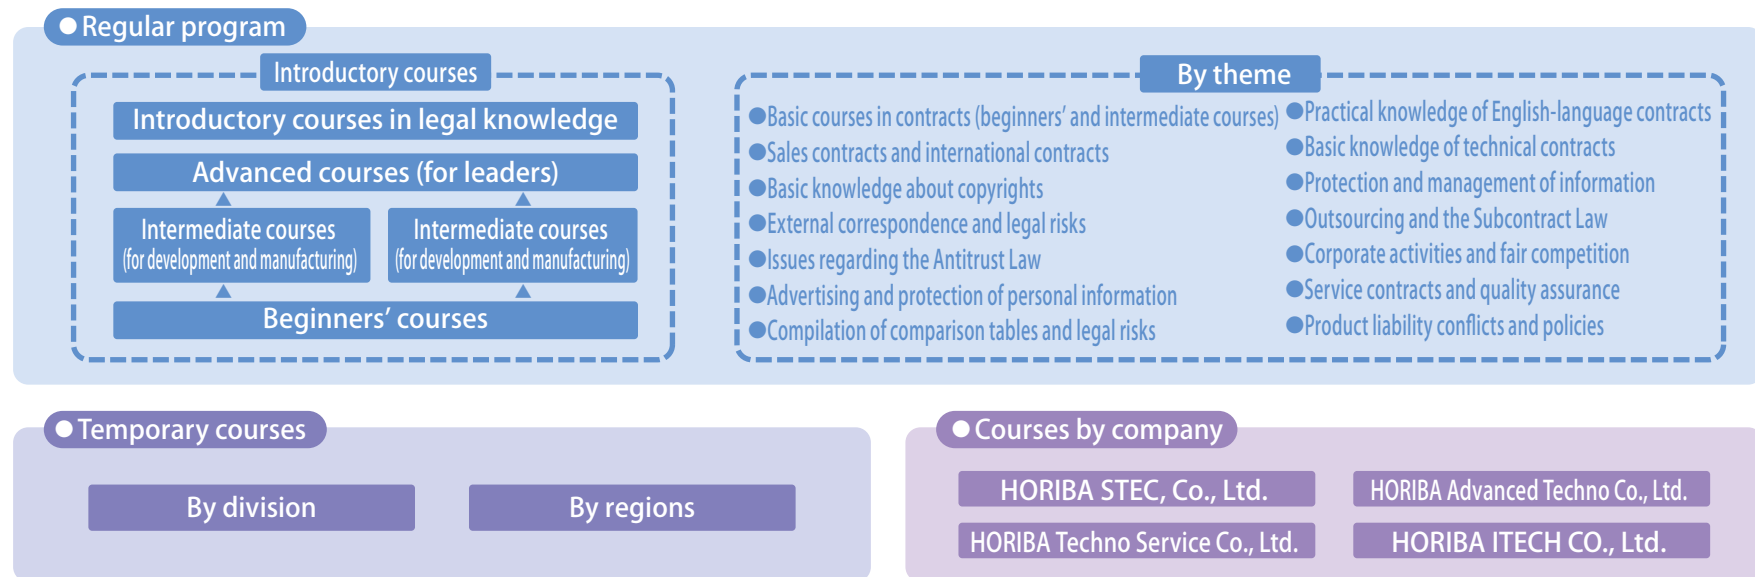 ● Regular program
Introductory courses
Introductory courses in legal knowledge
Advanced courses (for leaders)
Intermediate courses
(for development and manufacturing)
Intermediate courses
(for development and manufacturing)
Beginners’ courses
By theme
●Basic courses in contracts (beginners’ and intermediate courses)
●Sales contracts and international contracts
●Basic knowledge about copyrights
●External correspondence and legal risks
●Issues regarding the Antitrust Law
●Advertising and protection of personal information
●Compilation of comparison tables and legal risks
●Practical knowledge of English-language contracts
●Basic knowledge of technical contracts
●Protection and management of information
●Outsourcing and the Subcontract Law
●Corporate activities and fair competition
●Service contracts and quality assurance
●Product liability conflicts and policies
● Temporary courses
By division
By regions
● Courses by company
HORIBA STEC, Co., Ltd.
HORIBA Advanced Techno Co., Ltd.
HORIBA Techno Service Co., Ltd.
HORIBA ITECH CO., Ltd.